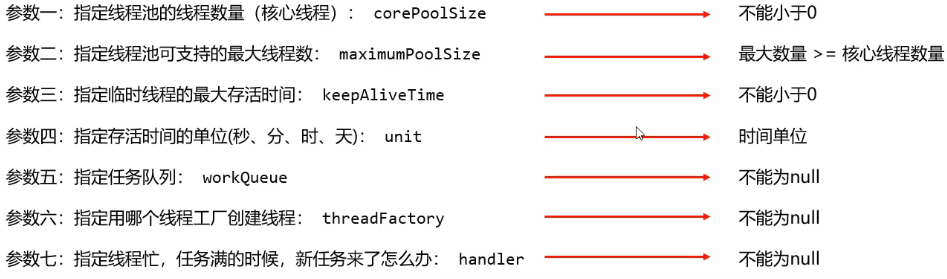 参数一：指定线程池的线程数量（核心线程）： corePoolSize 不能小于0
参数二：指定线程池可支持的最大线程数： maximumPoolSize 最大数量 >= 核心线程数量
参数三：指定临时线程的最大存活时间： keepAliveTime 不能小于0
参数四：指定存活时间的单位(秒、分、时、天)： unit 时间单位
参数五：指定任务队列： workQueue 不能为null
参数六：指定用哪个线程工厂创建线程： threadFactory 不能为null
参数七：指定线程忙，任务满的时候，新任务来了怎么办： handler 不能为null